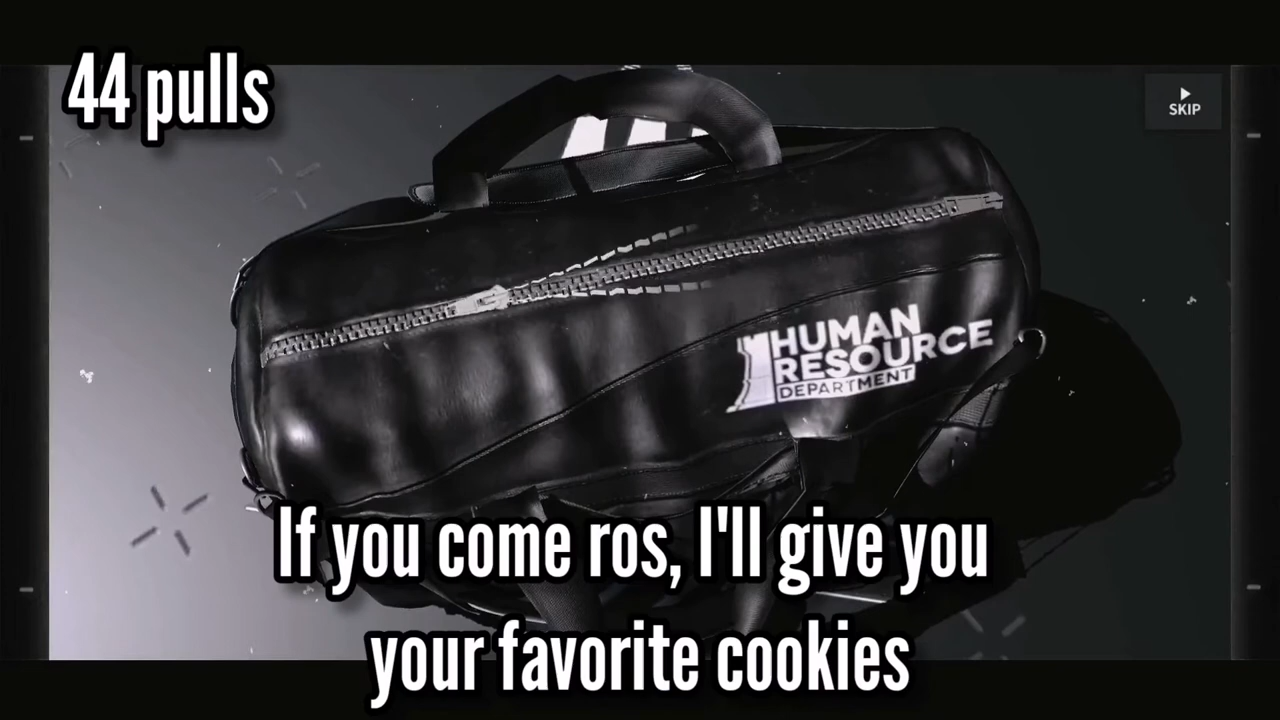 44 pulls
SKIP
HUMAN
RESOURCE
DEPARTMENT
If you come ros, I'll give you
your favorite cookies